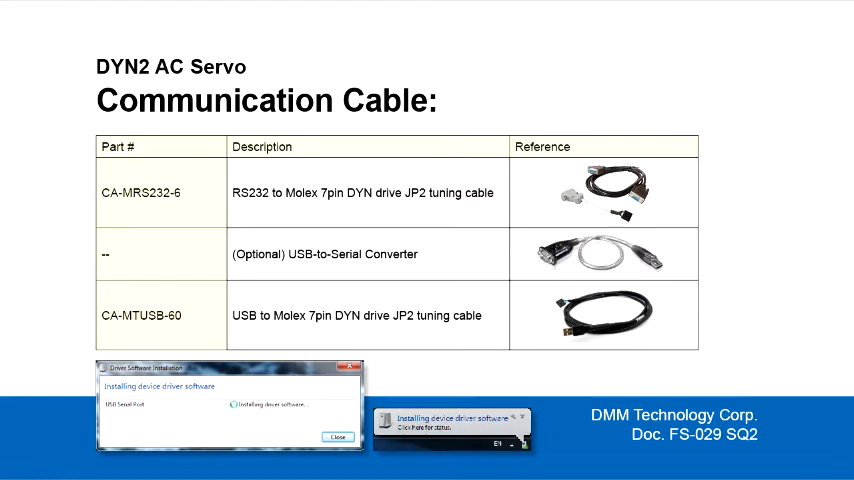 DYN2 AC Servo
Communication Cable:
Part # Description Reference
CA-MRS232-6 RS232 to Molex 7pin DYN drive JP2 tuning cable
-- (Optional) USB-to-Serial Converter
CA-MTUSB-60 USB to Molex 7pin DYN drive JP2 tuning cable
Driver Software Installation
Installing device driver software
USB Serial Port Installing driver software...
Close
Installing device driver software
Click here for status.
EN
DMM Technology Corp.
Doc. FS-029 SQ2